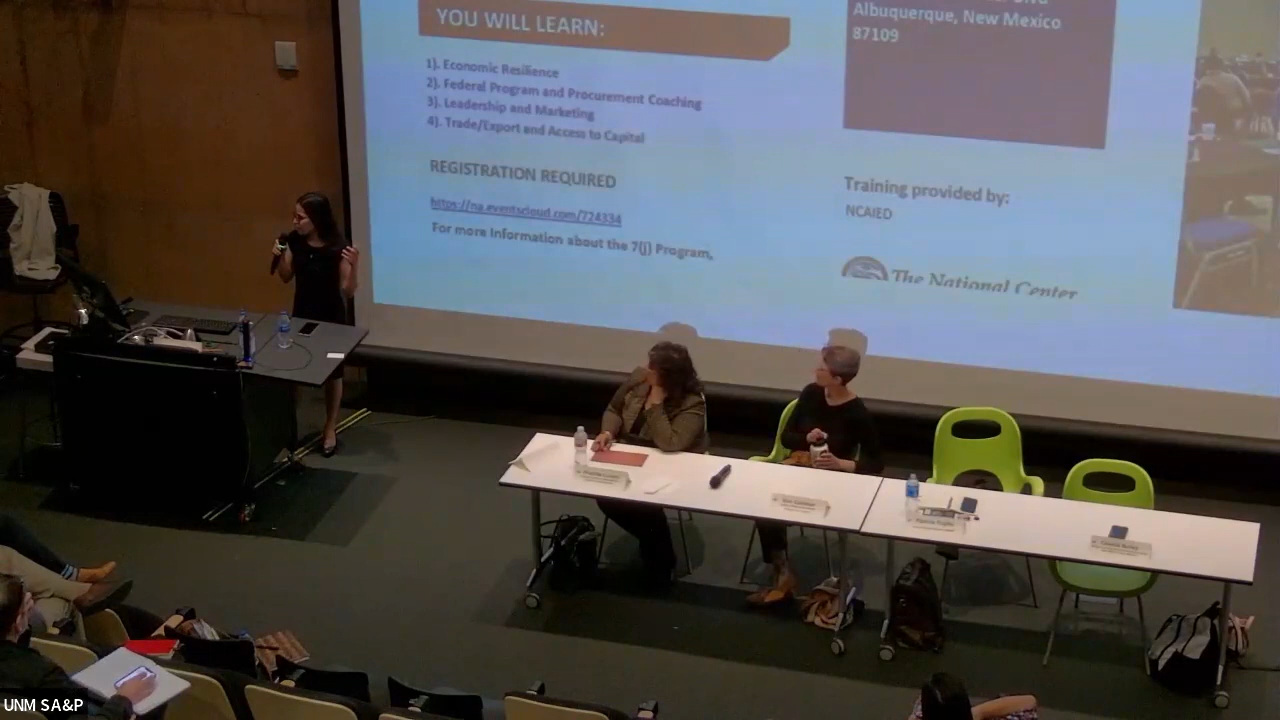 YOU WILL LEARN:
1). Economic Resilience
2). Federal Program and Procurement Coaching
3). Leadership and Marketing
4). Trade/Export and Access to Capital
REGISTRATION REQUIRED
https://na.eventscloud.com/724334
For more Information about the 7(j) Program,
Albuquerque, New Mexico
87109
Training provided by:
NCAIED
The National Center
UNM SA&P